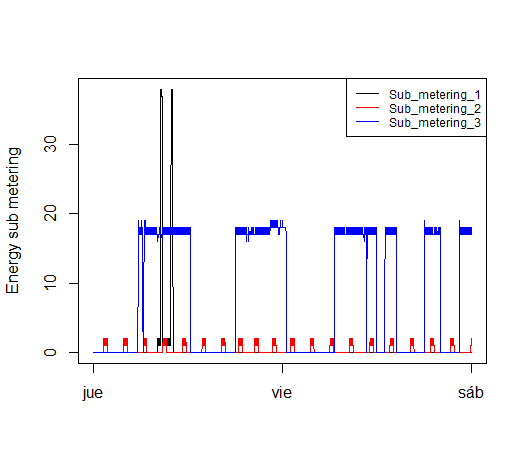 Sub_metering_1
Sub_metering_2
Sub_metering_3
Energy sub metering
30
20
10
0
jue
vie
sáb